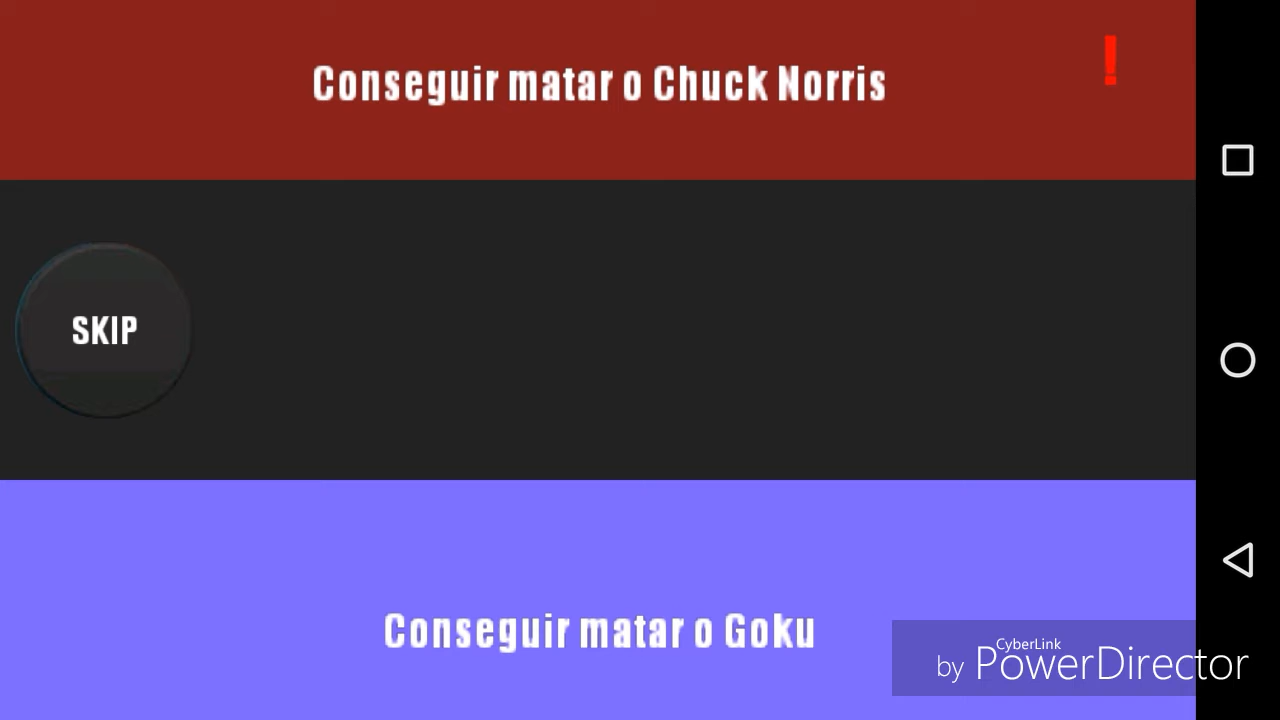 Conseguir matar o Chuck Norris
!
SKIP
Conseguir matar o Goku
CyberLink
by PowerDirector